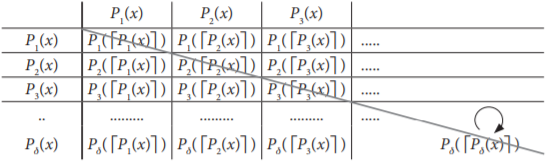 P₁(x) P₂(x) P₃(x)
P₁(x) P₁(⌈P₁(x)⌉) P₁(⌈P₂(x)⌉) P₁(⌈P₃(x)⌉) .....
P₂(x) P₂(⌈P₁(x)⌉) P₂(⌈P₂(x)⌉) P₂(⌈P₃(x)⌉) .....
P₃(x) P₃(⌈P₁(x)⌉) P₃(⌈P₂(x)⌉) P₃(⌈P₃(x)⌉) .....
.. ......... ......... ......... .....
Pδ(x) Pδ(⌈P₁(x)⌉) Pδ(⌈P₂(x)⌉) Pδ(⌈P₃(x)⌉) Pδ(⌈Pδ(x)⌉)